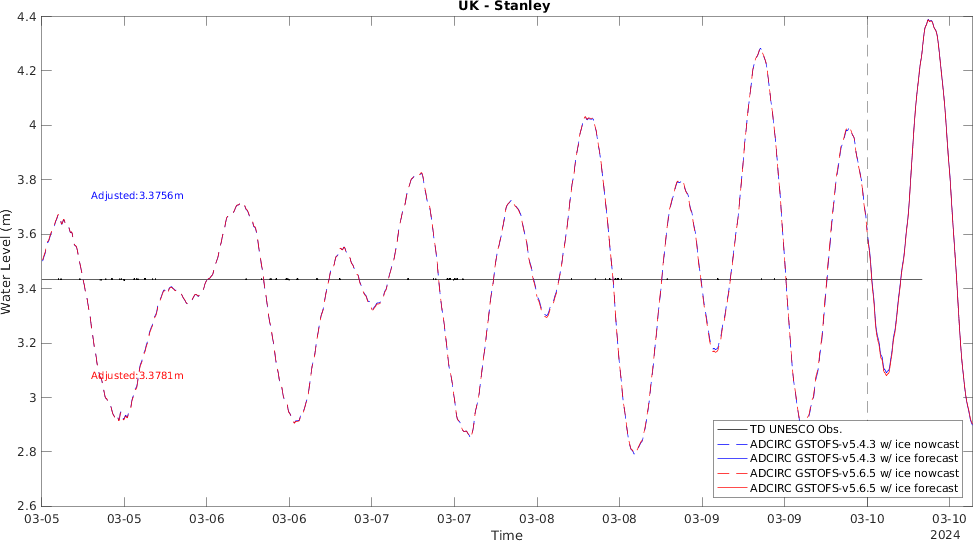 UK - Stanley
4.4
4.2
4
3.8
3.6
3.4
3.2
3
2.8
2.6
Water Level (m)
Adjusted:3.3756m
Adjusted:3.3781m
TD UNESCO Obs.
ADCIRC GSTOFS-v5.4.3 w/ ice nowcast
ADCIRC GSTOFS-v5.4.3 w/ ice forecast
ADCIRC GSTOFS-v5.6.5 w/ ice nowcast
ADCIRC GSTOFS-v5.6.5 w/ ice forecast
03-05 03-05 03-06 03-06 03-07 03-07 03-08 03-08 03-09 03-09 03-10 03-10
2024
Time